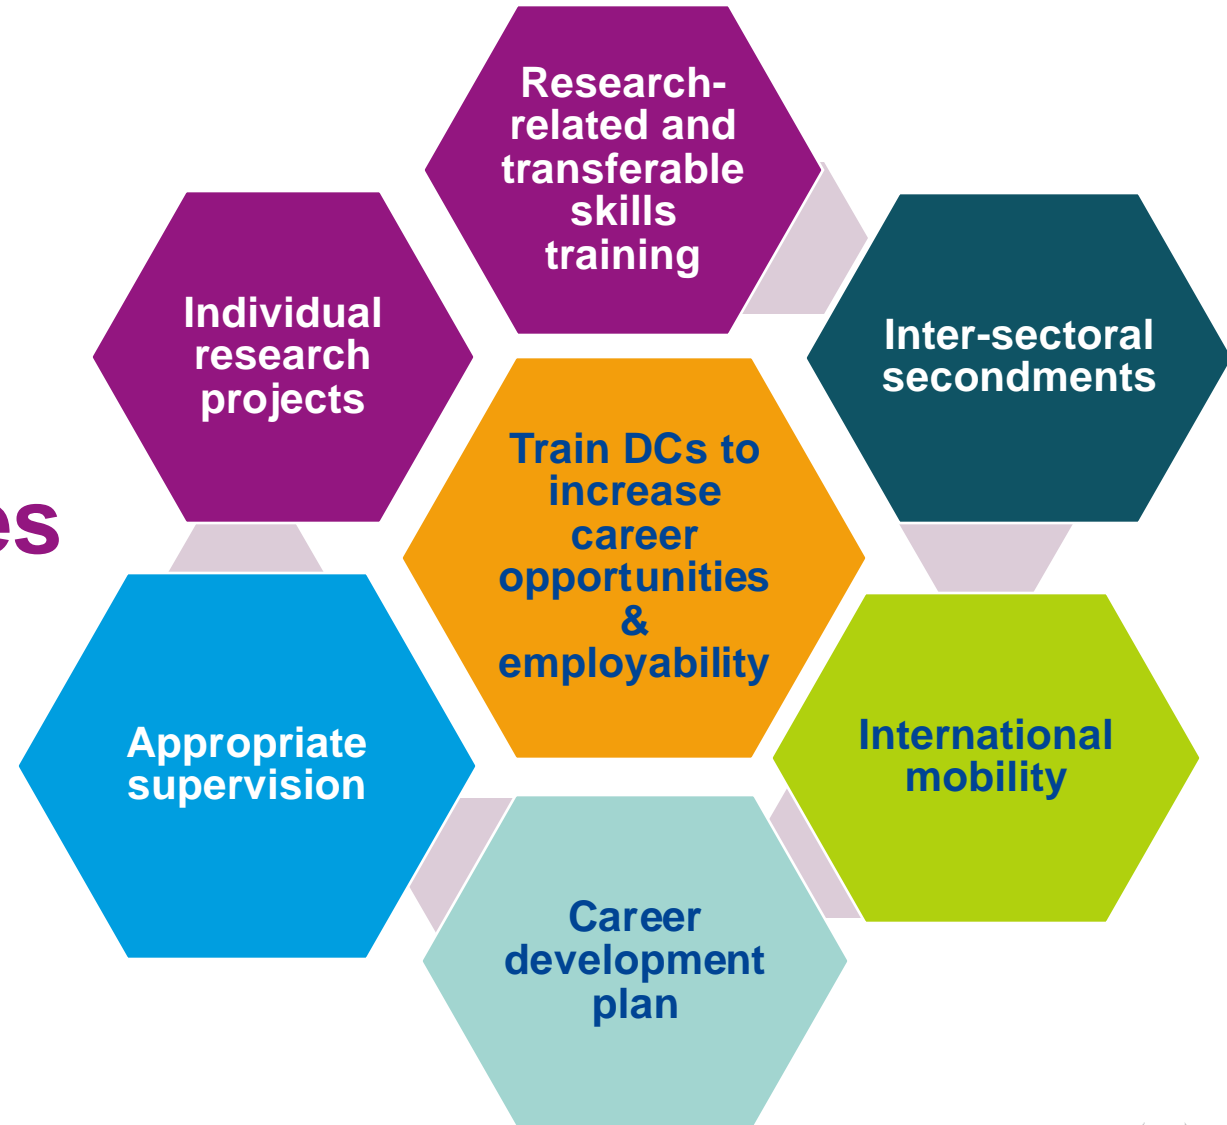 Research-
related and
transferable
skills
training
Individual
research
projects
Inter-sectoral
secondments
Train DCs to
increase
career
opportunities
&
employability
es
Appropriate
supervision
International
mobility
Career
development
plan